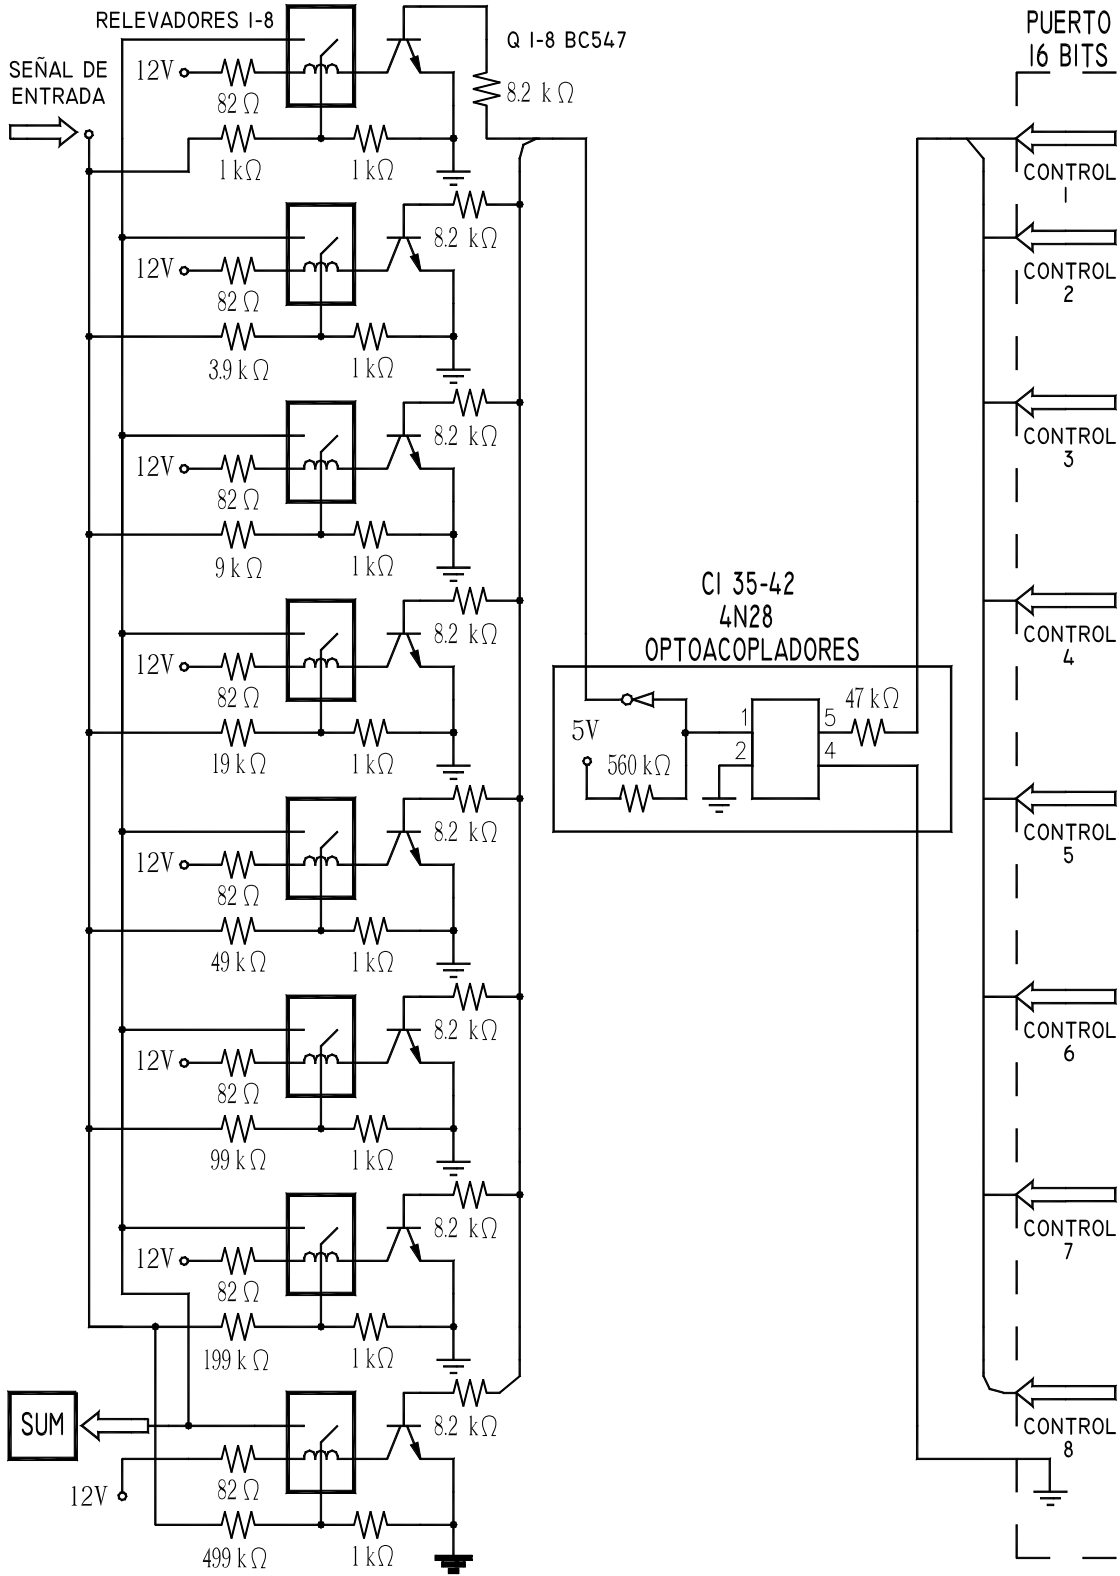 RELEVADORES 1-8
Q 1-8 BC547
PUERTO
16 BITS
SEÑAL DE
ENTRADA
12V
82 Ω
8.2 k Ω
1 kΩ
1 kΩ
CONTROL
1
8.2 kΩ
12V
82 Ω
CONTROL
2
3.9 k Ω
1 kΩ
8.2 kΩ
12V
82 Ω
CONTROL
3
9 kΩ
1 kΩ
CI 35-42
4N28
OPTOACOPLADORES
8.2 kΩ
12V
82 Ω
CONTROL
4
19 kΩ
1 kΩ
5V
560 kΩ
1
2
5
4
47 kΩ
8.2 kΩ
12V
82 Ω
CONTROL
5
49 kΩ
1 kΩ
8.2 kΩ
12V
82 Ω
CONTROL
6
99 kΩ
1 kΩ
8.2 kΩ
12V
82 Ω
CONTROL
7
199 k Ω
1 kΩ
SUM
8.2 kΩ
12V
82 Ω
CONTROL
8
499 kΩ
1 kΩ